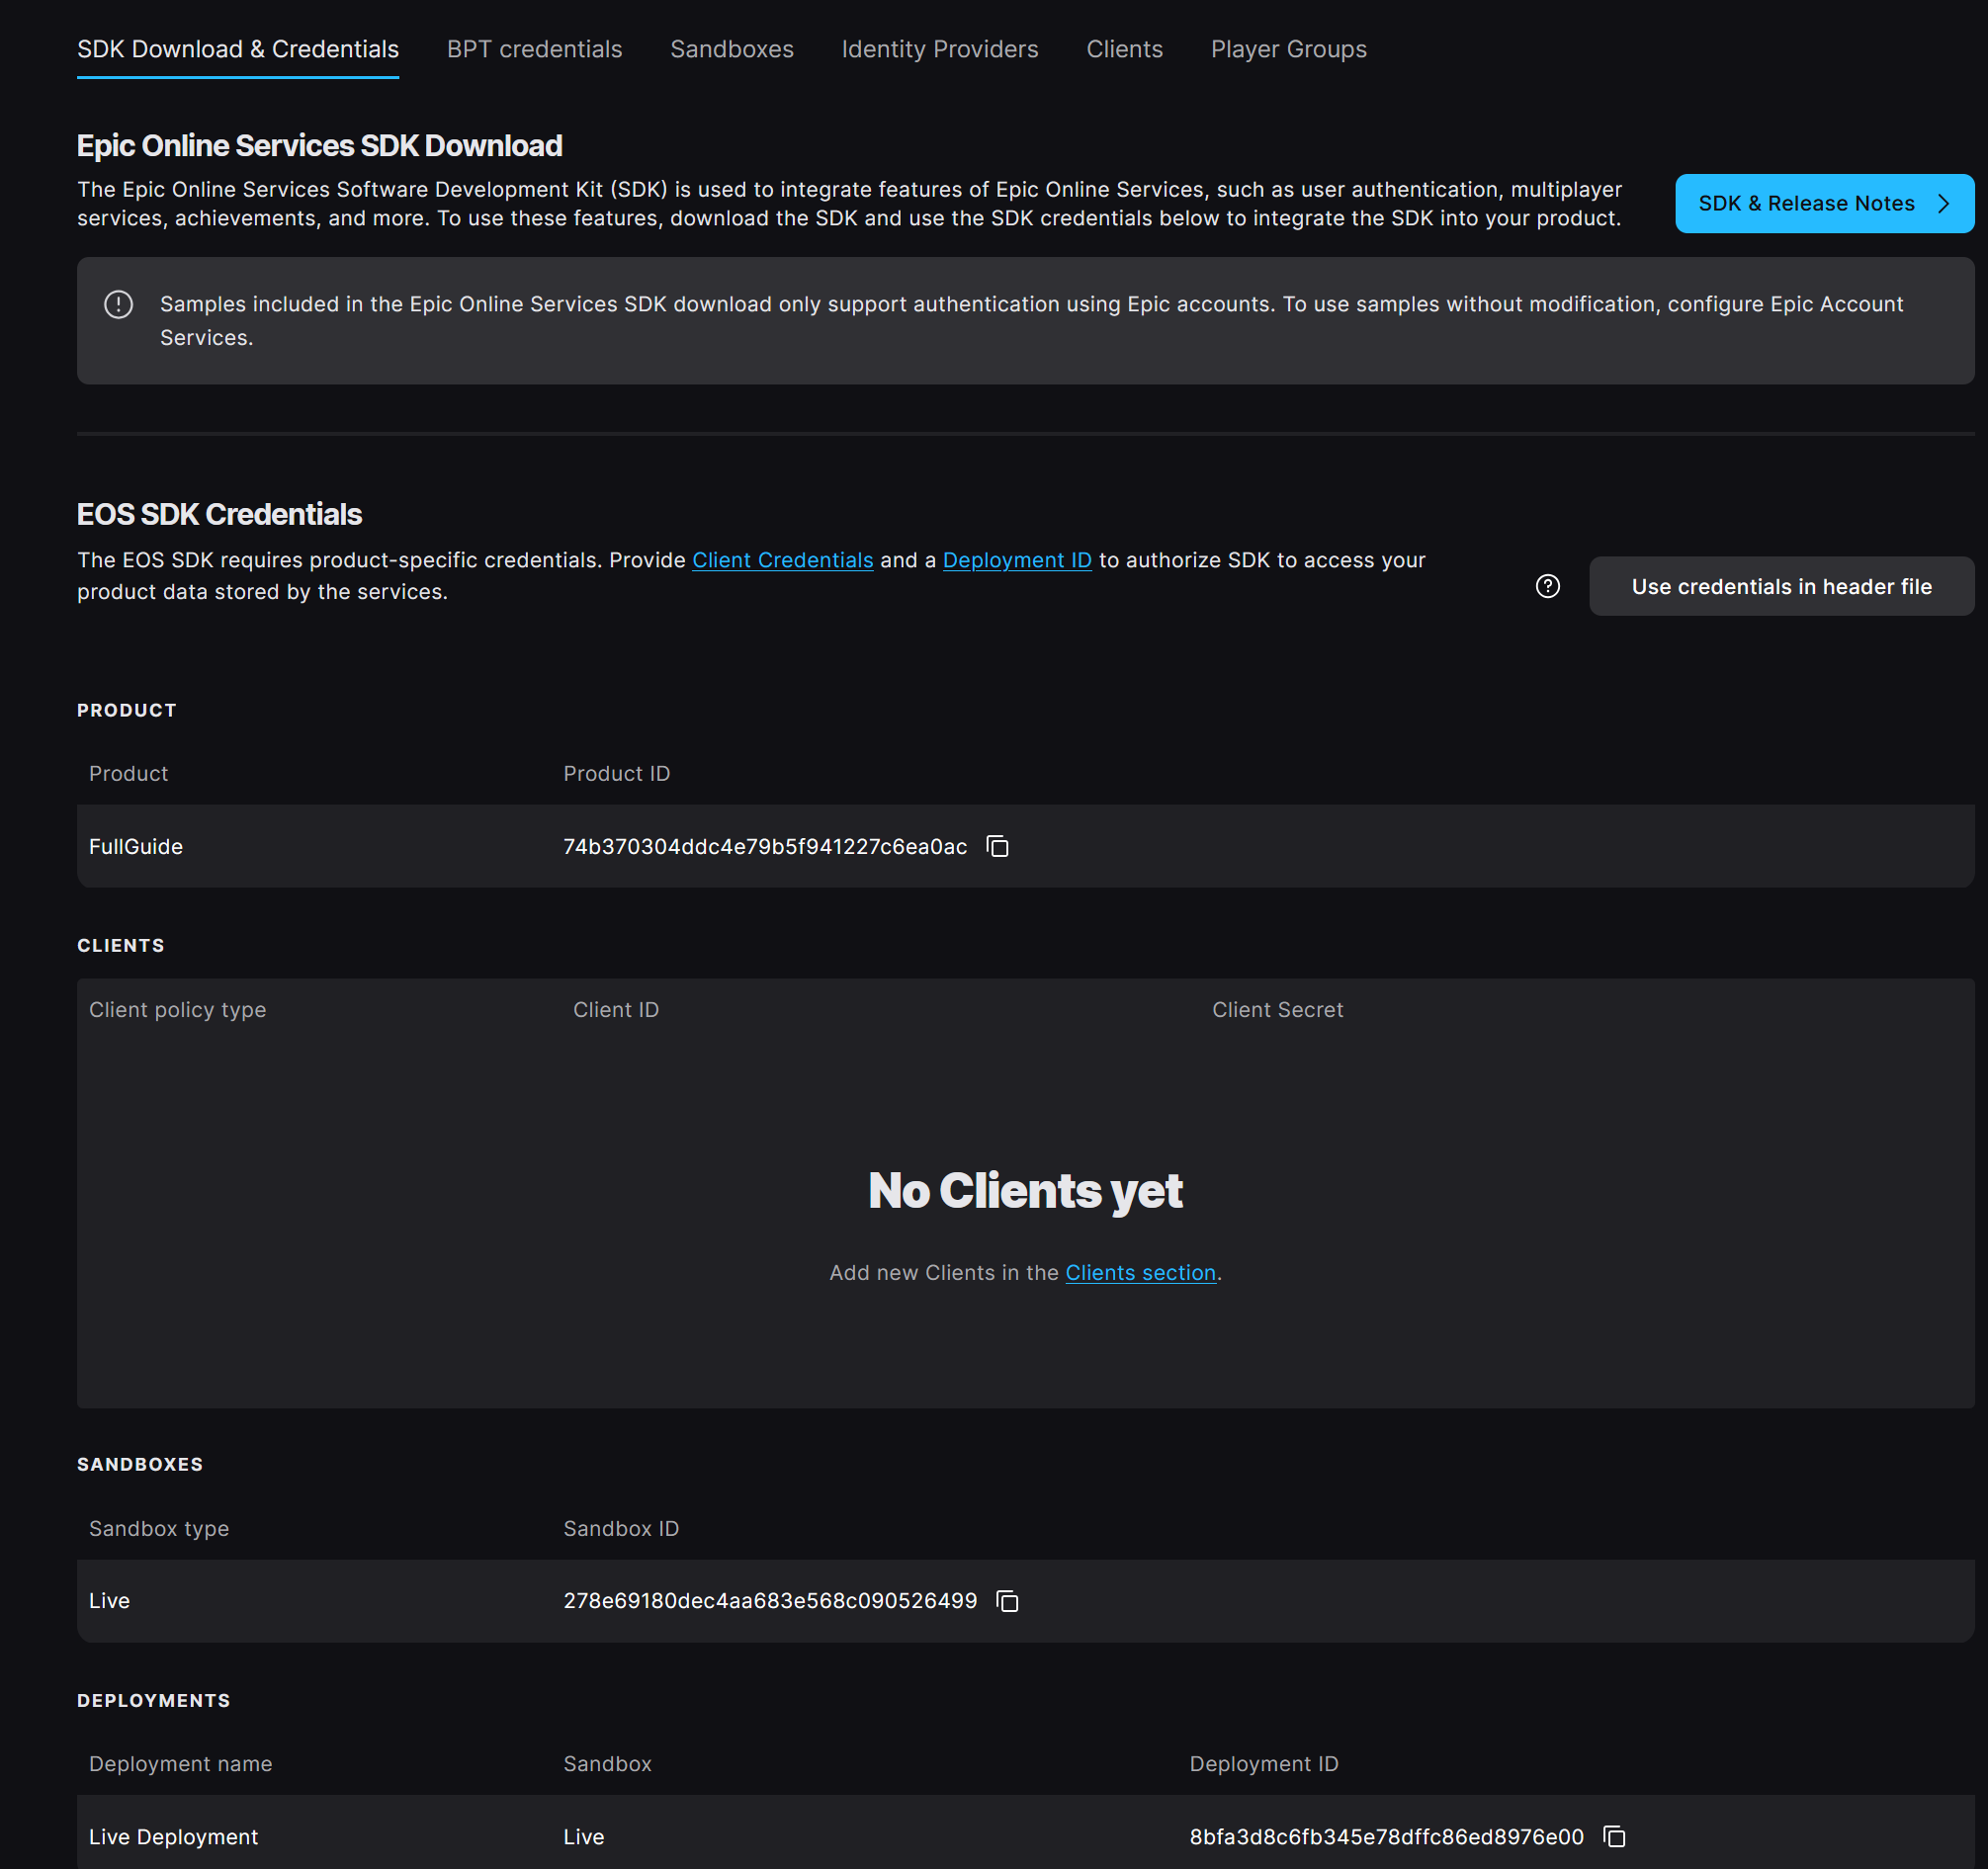 SDK Download & Credentials BPT credentials Sandboxes Identity Providers Clients Player Groups
Epic Online Services SDK Download
The Epic Online Services Software Development Kit (SDK) is used to integrate features of Epic Online Services, such as user authentication, multiplayer
services, achievements, and more. To use these features, download the SDK and use the SDK credentials below to integrate the SDK into your product.
SDK & Release Notes
Samples included in the Epic Online Services SDK download only support authentication using Epic accounts. To use samples without modification, configure Epic Account
Services.
EOS SDK Credentials
The EOS SDK requires product-specific credentials. Provide Client Credentials and a Deployment ID to authorize SDK to access your
product data stored by the services.
Use credentials in header file
PRODUCT
Product Product ID
FullGuide 74b370304ddc4e79b5f941227c6ea0ac
CLIENTS
Client policy type Client ID Client Secret
No Clients yet
Add new Clients in the Clients section.
SANDBOXES
Sandbox type Sandbox ID
Live 278e69180dec4aa683e568c090526499
DEPLOYMENTS
Deployment name Sandbox Deployment ID
Live Deployment Live 8bfa3d8c6fb345e78dffc86ed8976e00